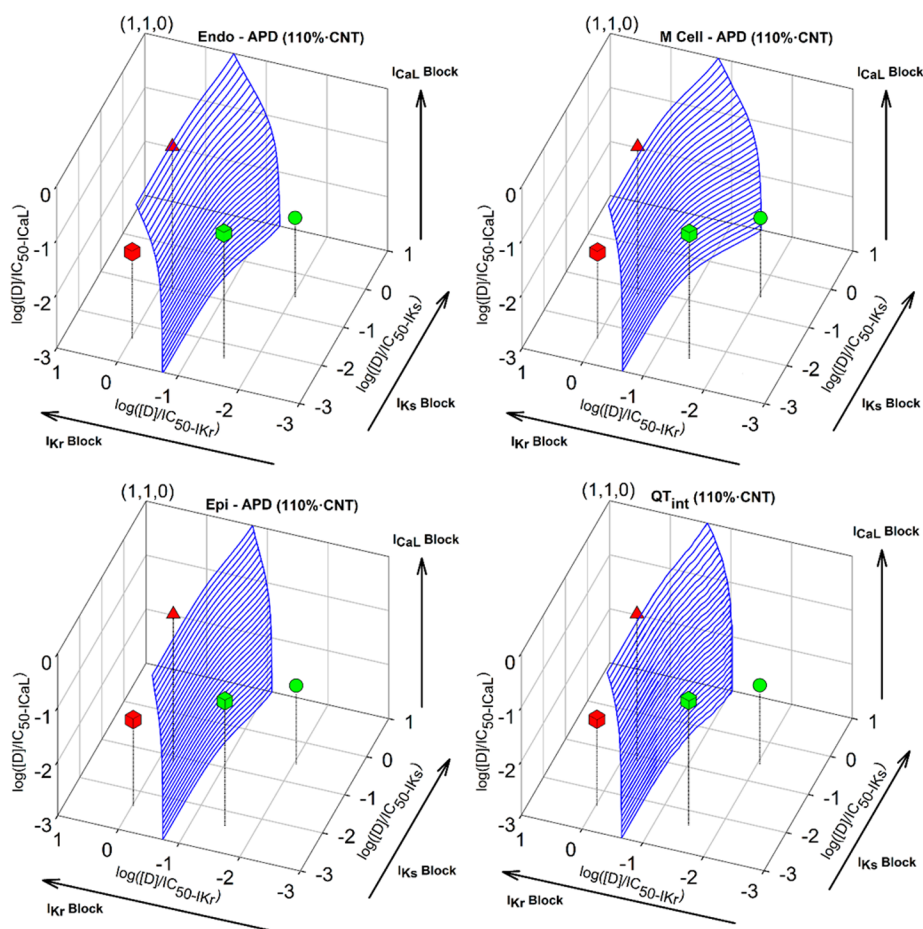 (1,1,0)
Endo - APD (110%·CNT)
ICaL Block
0
-1
-2
-3
log([D]/IC50-ICaL)
1
0
-1
-2
-3
log([D]/IC50-IKr)
1
0
-1
-2
-3
log([D]/IC50-IKs)
IKs Block
IKr Block
(1,1,0)
M Cell - APD (110%·CNT)
ICaL Block
0
-1
-2
-3
log([D]/IC50-ICaL)
1
0
-1
-2
-3
log([D]/IC50-IKr)
1
0
-1
-2
-3
log([D]/IC50-IKs)
IKs Block
IKr Block
(1,1,0)
Epi - APD (110%·CNT)
ICaL Block
0
-1
-2
-3
log([D]/IC50-ICaL)
1
0
-1
-2
-3
log([D]/IC50-IKr)
1
0
-1
-2
-3
log([D]/IC50-IKs)
IKs Block
IKr Block
(1,1,0)
QTint (110%·CNT)
ICaL Block
0
-1
-2
-3
log([D]/IC50-ICaL)
1
0
-1
-2
-3
log([D]/IC50-IKr)
1
0
-1
-2
-3
log([D]/IC50-IKs)
IKs Block
IKr Block